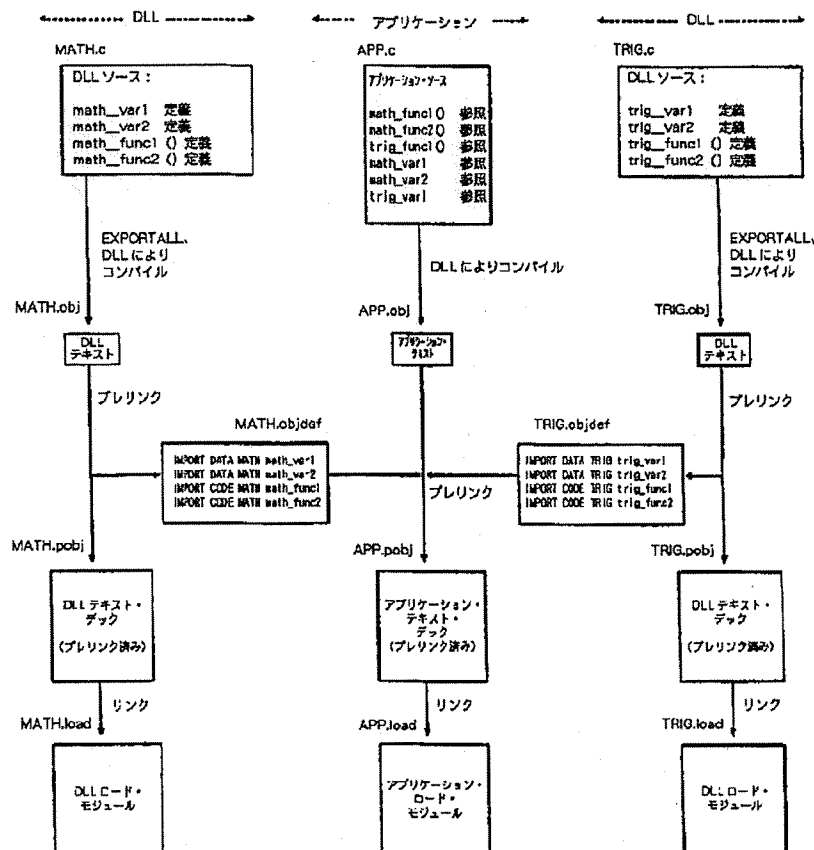 DLL
アプリケーション
DLL
MATH.c
DLLソース：
math__var1 定義
math__var2 定義
math__func1 () 定義
math__func2 () 定義
APP.c
アプリケーション・ソース
math_func1() 参照
math_func2() 参照
trig_func1() 参照
math_var1 参照
math_var2 参照
trig_var1 参照
TRIG.c
DLLソース：
trig__var1 定義
trig__var2 定義
trig__func1 () 定義
trig__func2 () 定義
EXPORTALL、
DLLにより
コンパイル
DLLによりコンパイル
EXPORTALL、
DLLにより
コンパイル
MATH.obj
APP.obj
TRIG.obj
DLL
テキスト
アプリケーション・
テキスト
DLL
テキスト
プレリンク
プレリンク
MATH.objdef
IMPORT DATA MATH math_var1
IMPORT DATA MATH math_var2
IMPORT CODE MATH math_func1
IMPORT CODE MATH math_func2
プレリンク
TRIG.objdef
IMPORT DATA TRIG trig_var1
IMPORT DATA TRIG trig_var2
IMPORT CODE TRIG trig_func1
IMPORT CODE TRIG trig_func2
MATH.pobj
APP.pobj
TRIG.pobj
DLLテキスト・
デック
(プレリンク済み)
アプリケーション・
テキスト・
デック
(プレリンク済み)
DLLテキスト・
デック
(プレリンク済み)
リンク
リンク
リンク
MATH.load
APP.load
TRIG.load
DLLロード・
モジュール
アプリケーション・
ロード・
モジュール
DLLロード・
モジュール